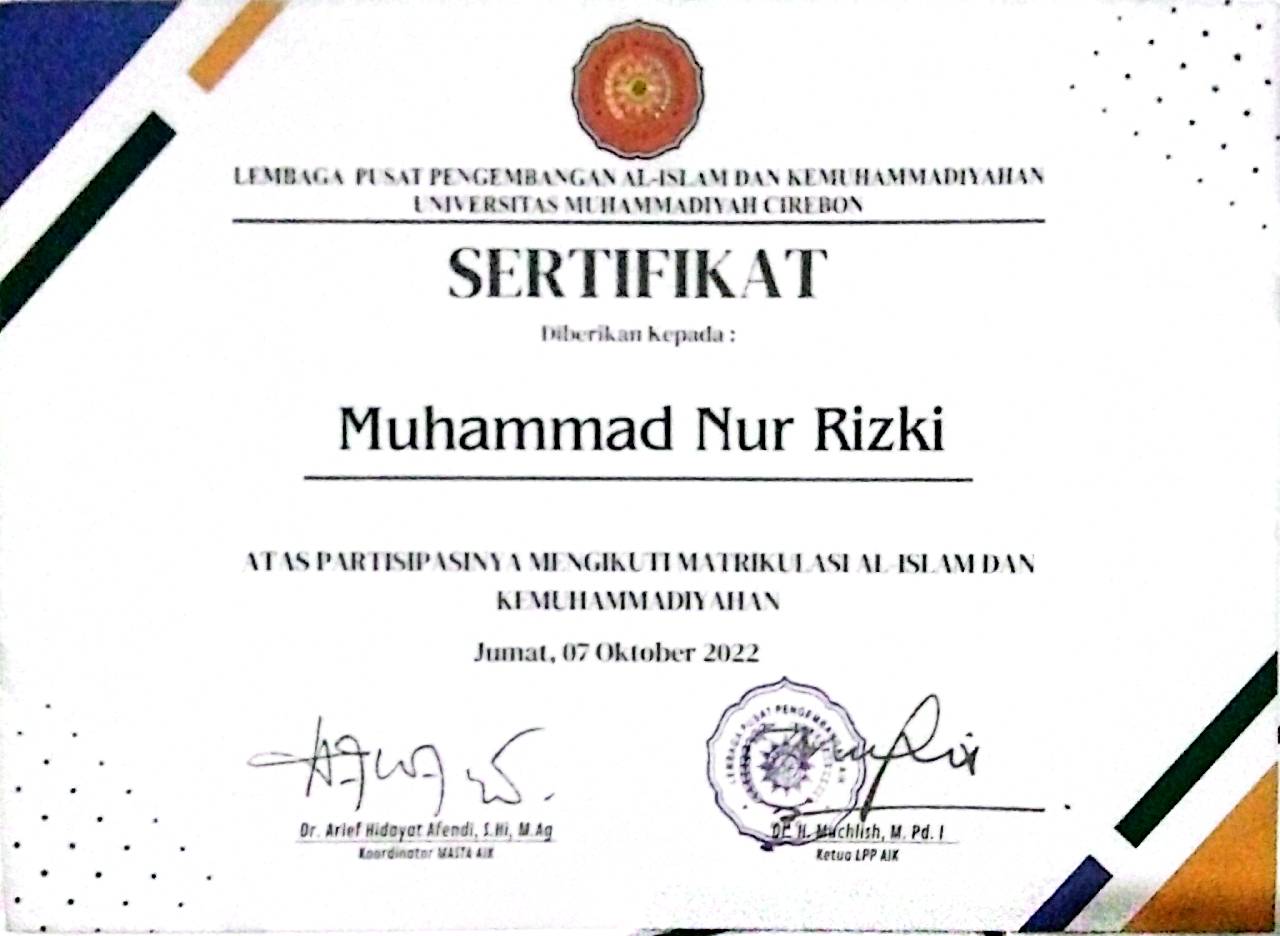 LEMBAGA PUSAT PENGEMBANGAN AL-ISLAM DAN KEMUHAMMADIYAHAN
UNIVERSITAS MUHAMMADIYAH CIREBON
SERTIFIKAT
Diberikan Kepada :
Muhammad Nur Rizki
ATAS PARTISIPASINYA MENGIKUTI MATRIKULASI AL-ISLAM DAN
KEMUHAMMADIYAHAN
Jumat, 07 Oktober 2022
LEMBAGA PUSAT PENGEMBANGAN AIK
Dr. Arief Hidayat Afendi, S.Hi, M.Ag
Koordinator MASTA AIK
Dr. H. Muchlish, M. Pd. I
Ketua LPP AIK